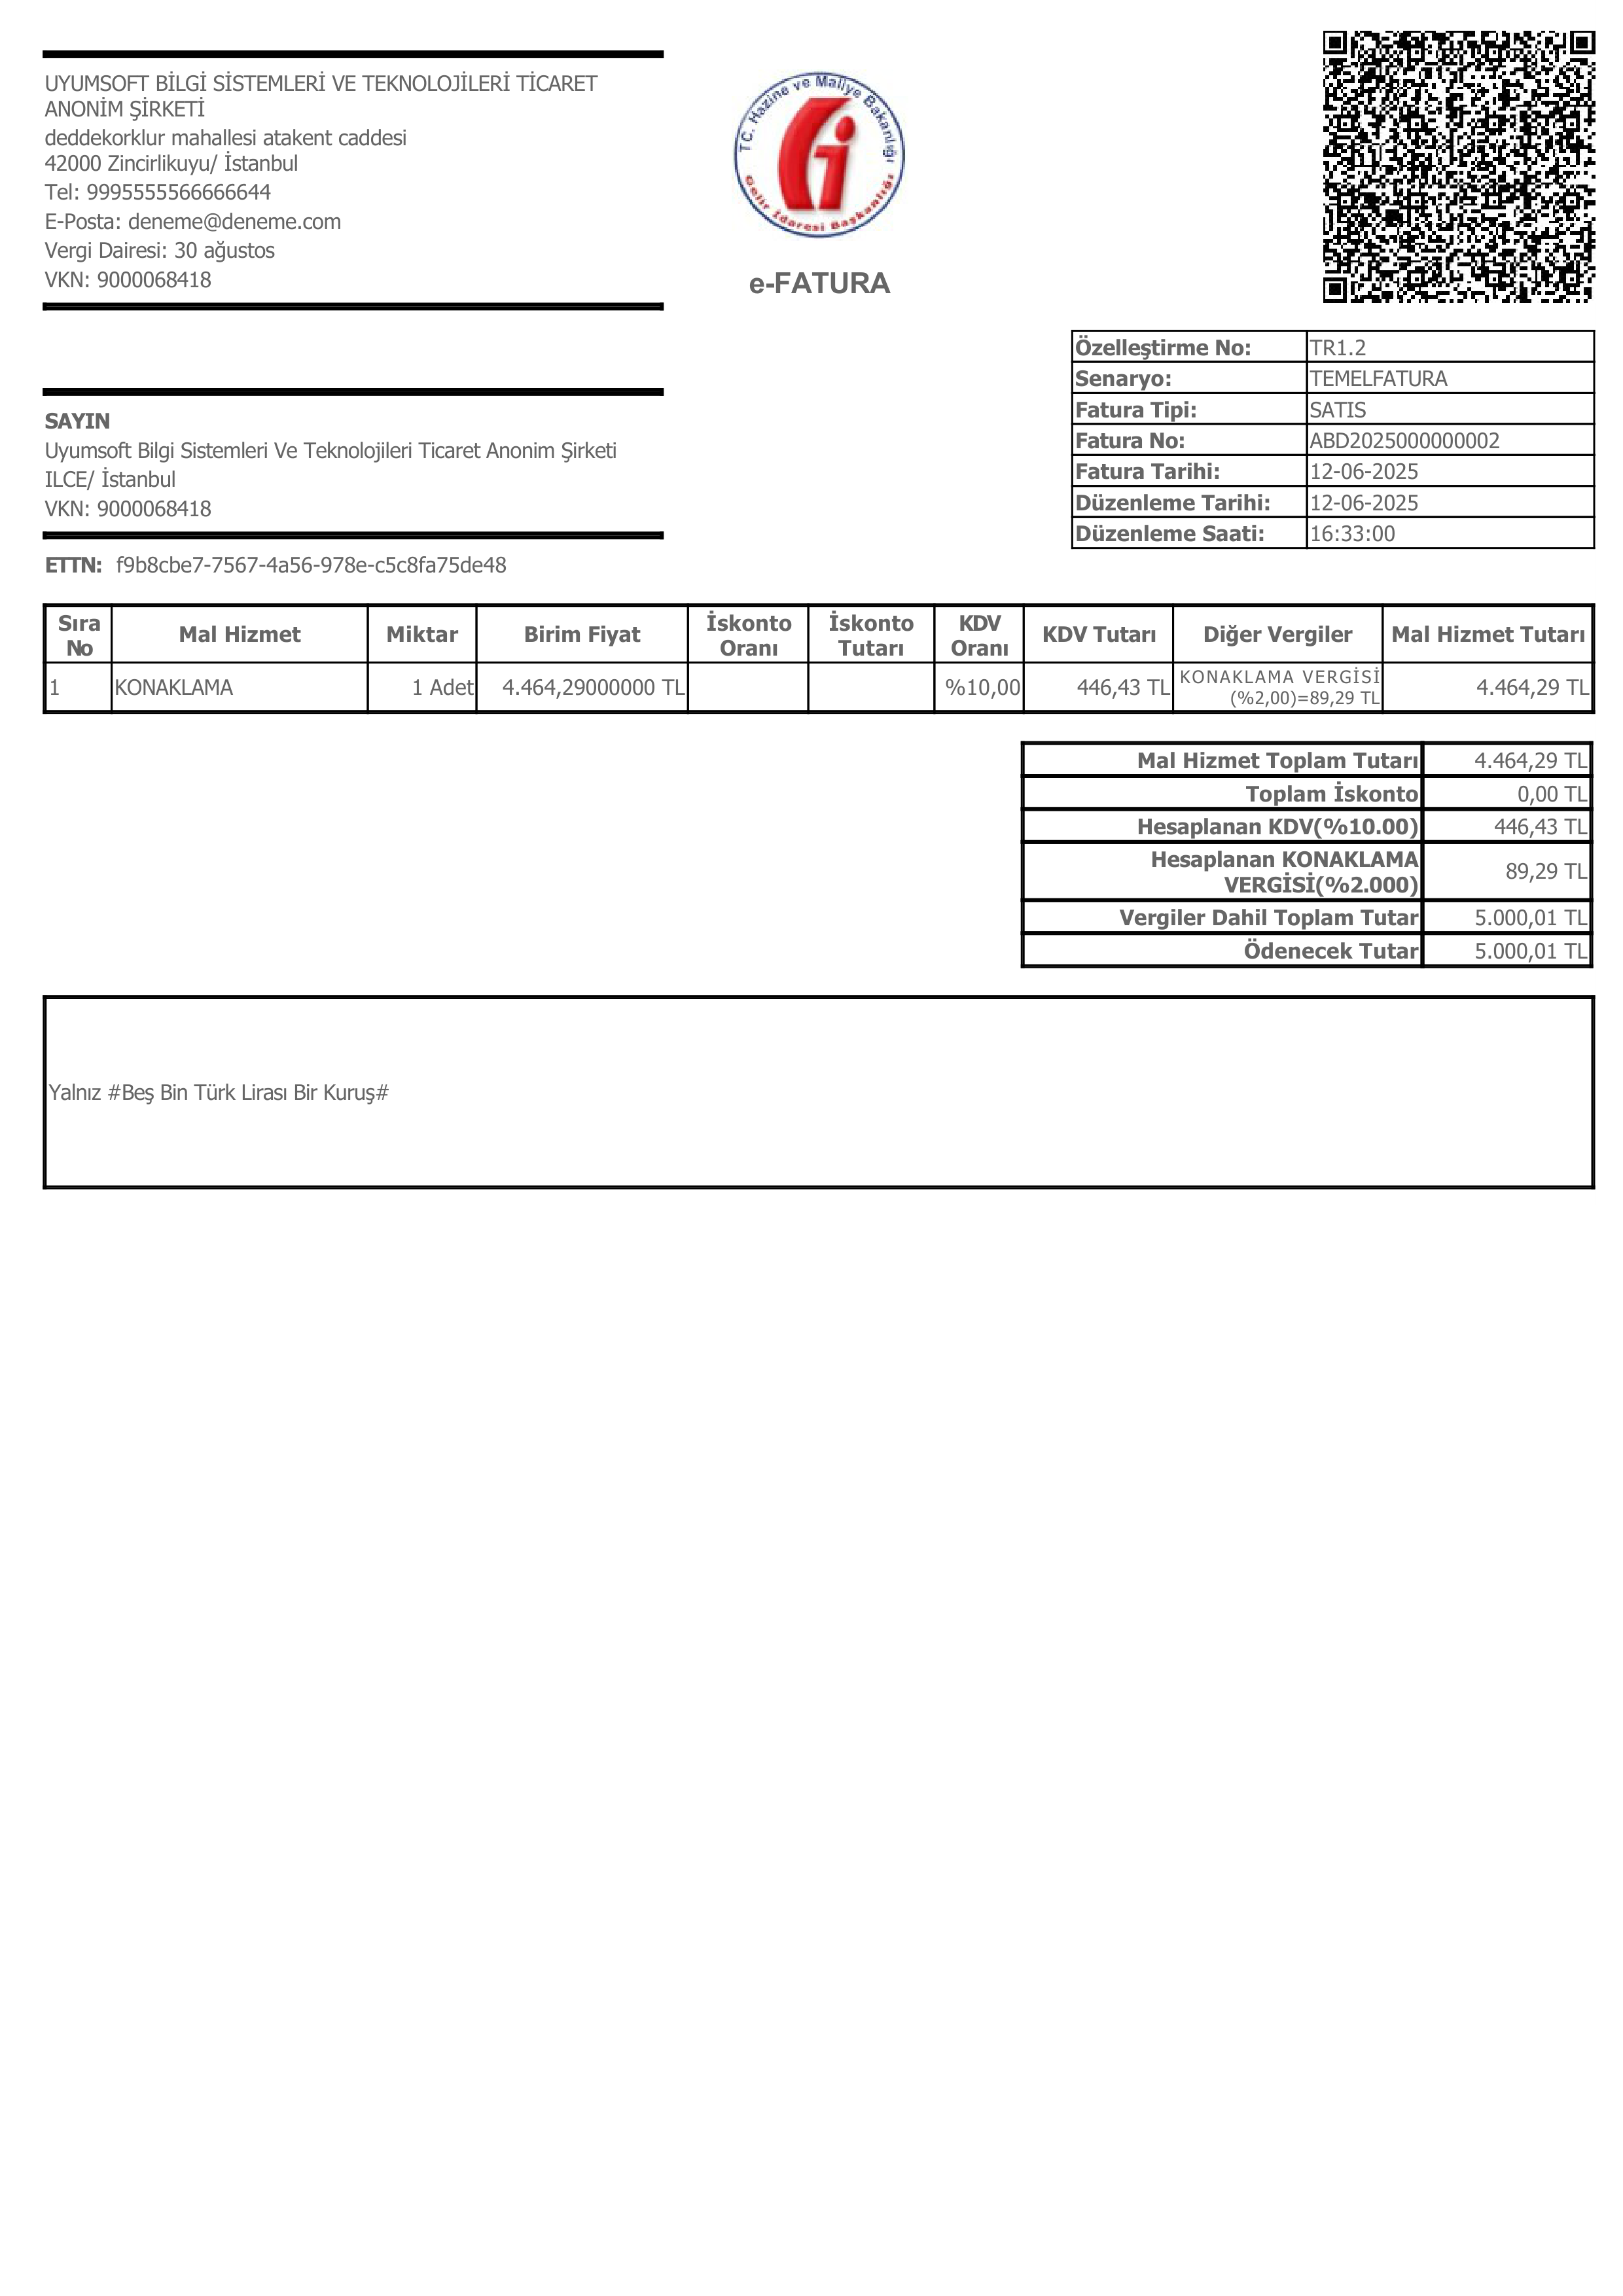 UYUMSOFT BİLGİ SİSTEMLERİ VE TEKNOLOJİLERİ TİCARET
ANONİM ŞİRKETİ
deddekorklur mahallesi atakent caddesi
42000 Zincirlikuyu/ İstanbul
Tel: 9995555566666644
E-Posta: deneme@deneme.com
Vergi Dairesi: 30 ağustos
VKN: 9000068418
T.C. Hazine ve Maliye Bakanlığı
Gelir İdaresi Başkanlığı
e-FATURA
SAYIN
Uyumsoft Bilgi Sistemleri Ve Teknolojileri Ticaret Anonim Şirketi
ILCE/ İstanbul
VKN: 9000068418
ETTN: f9b8cbe7-7567-4a56-978e-c5c8fa75de48
Özelleştirme No: TR1.2
Senaryo: TEMELFATURA
Fatura Tipi: SATIS
Fatura No: ABD2025000000002
Fatura Tarihi: 12-06-2025
Düzenleme Tarihi: 12-06-2025
Düzenleme Saati: 16:33:00
Sıra No Mal Hizmet Miktar Birim Fiyat İskonto Oranı İskonto Tutarı KDV Oranı KDV Tutarı Diğer Vergiler Mal Hizmet Tutarı
1 KONAKLAMA 1 Adet 4.464,29000000 TL %10,00 446,43 TL KONAKLAMA VERGİSİ (%2,00)=89,29 TL 4.464,29 TL
Mal Hizmet Toplam Tutarı 4.464,29 TL
Toplam İskonto 0,00 TL
Hesaplanan KDV(%10.00) 446,43 TL
Hesaplanan KONAKLAMA VERGİSİ(%2.000) 89,29 TL
Vergiler Dahil Toplam Tutar 5.000,01 TL
Ödenecek Tutar 5.000,01 TL
Yalnız #Beş Bin Türk Lirası Bir Kuruş#